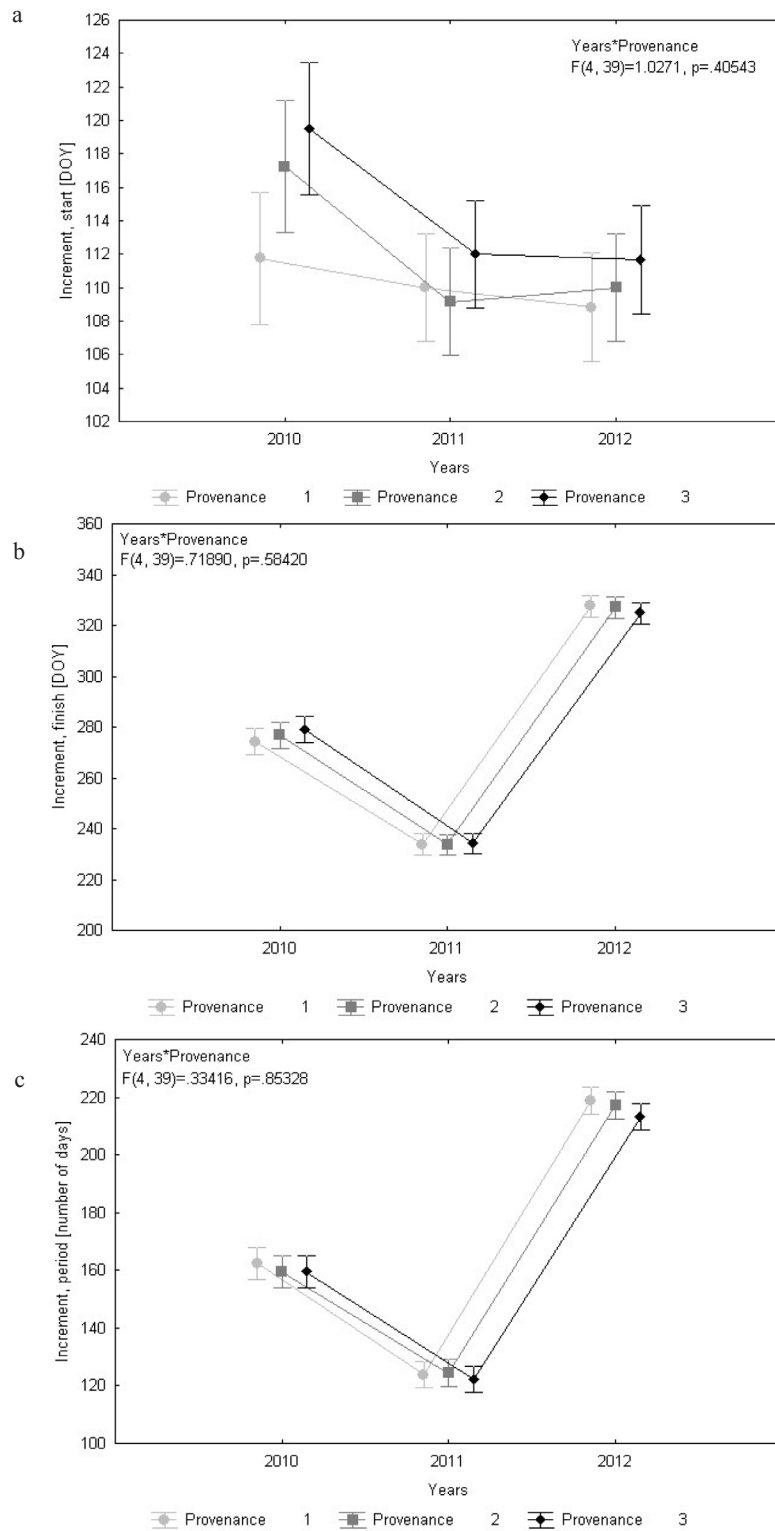 a
126
124
122
120
118
116
114
112
110
108
106
104
102
Increment, start [DOY]
Years*Provenance
F(4, 39)=1.0271, p=.40543
2010 2011 2012
Years
Provenance 1 Provenance 2 Provenance 3
b
360
340
320
300
280
260
240
220
200
Increment, finish [DOY]
Years*Provenance
F(4, 39)=.71890, p=.58420
2010 2011 2012
Years
Provenance 1 Provenance 2 Provenance 3
c
240
220
200
180
160
140
120
100
Increment, period [number of days]
Years*Provenance
F(4, 39)=.33416, p=.85328
2010 2011 2012
Years
Provenance 1 Provenance 2 Provenance 3